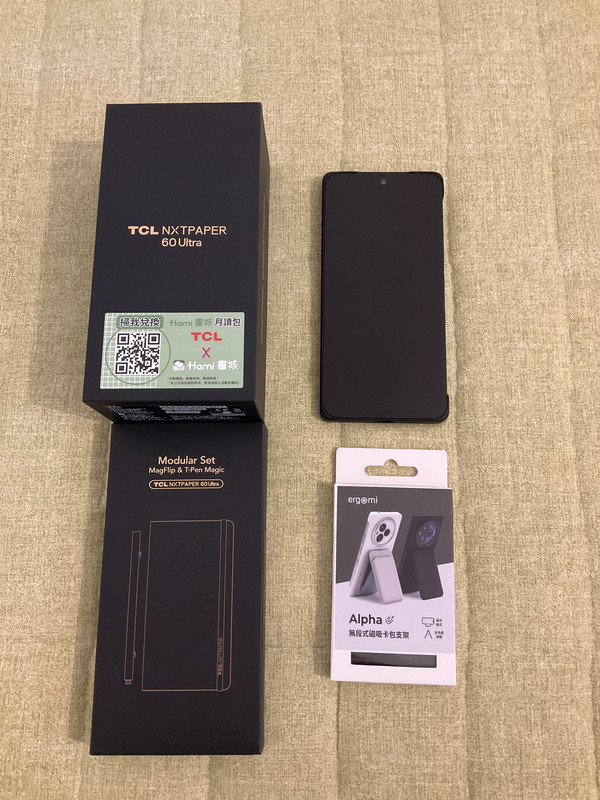 TCL NXTPAPER
60 Ultra
掃我兌換
Hami 書城 月讀包
TCL
X
Hami 書城
Modular Set
MagFlip & T-Pen Magic
TCL NXTPAPER 60 Ultra
TCL NXTPAPER
ergomi
Alpha
無段式磁吸卡包支架